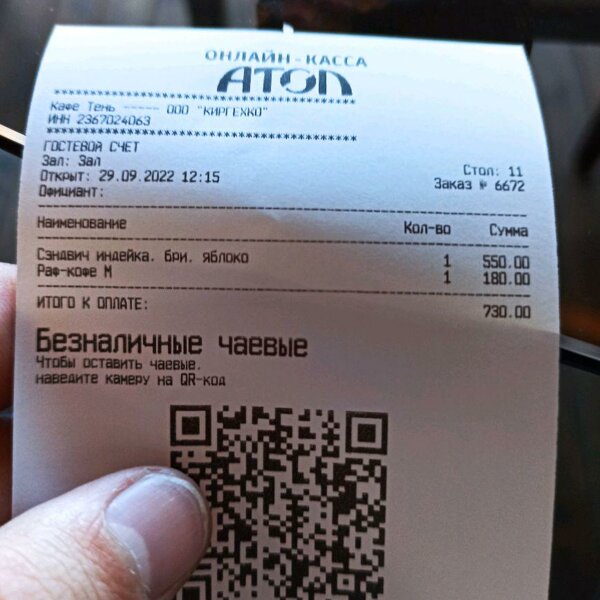 ОНЛАЙН-КАССА
АТОЛ
************************************************
Кафе Тень ----- ООО "КИРГЕХКО"
ИНН 2367024063
************************************************
ГОСТЕВОЙ СЧЕТ
Зал: Зал Стол: 11
Открыт: 29.09.2022 12:15 Заказ № 6672
Официант:
Наименование Кол-во Сумма
Сэндвич индейка, бри, яблоко 1 550.00
Раф-кофе М 1 180.00
ИТОГО К ОПЛАТЕ: 730.00
Безналичные чаевые
Чтобы оставить чаевые,
наведите камеру на QR-код